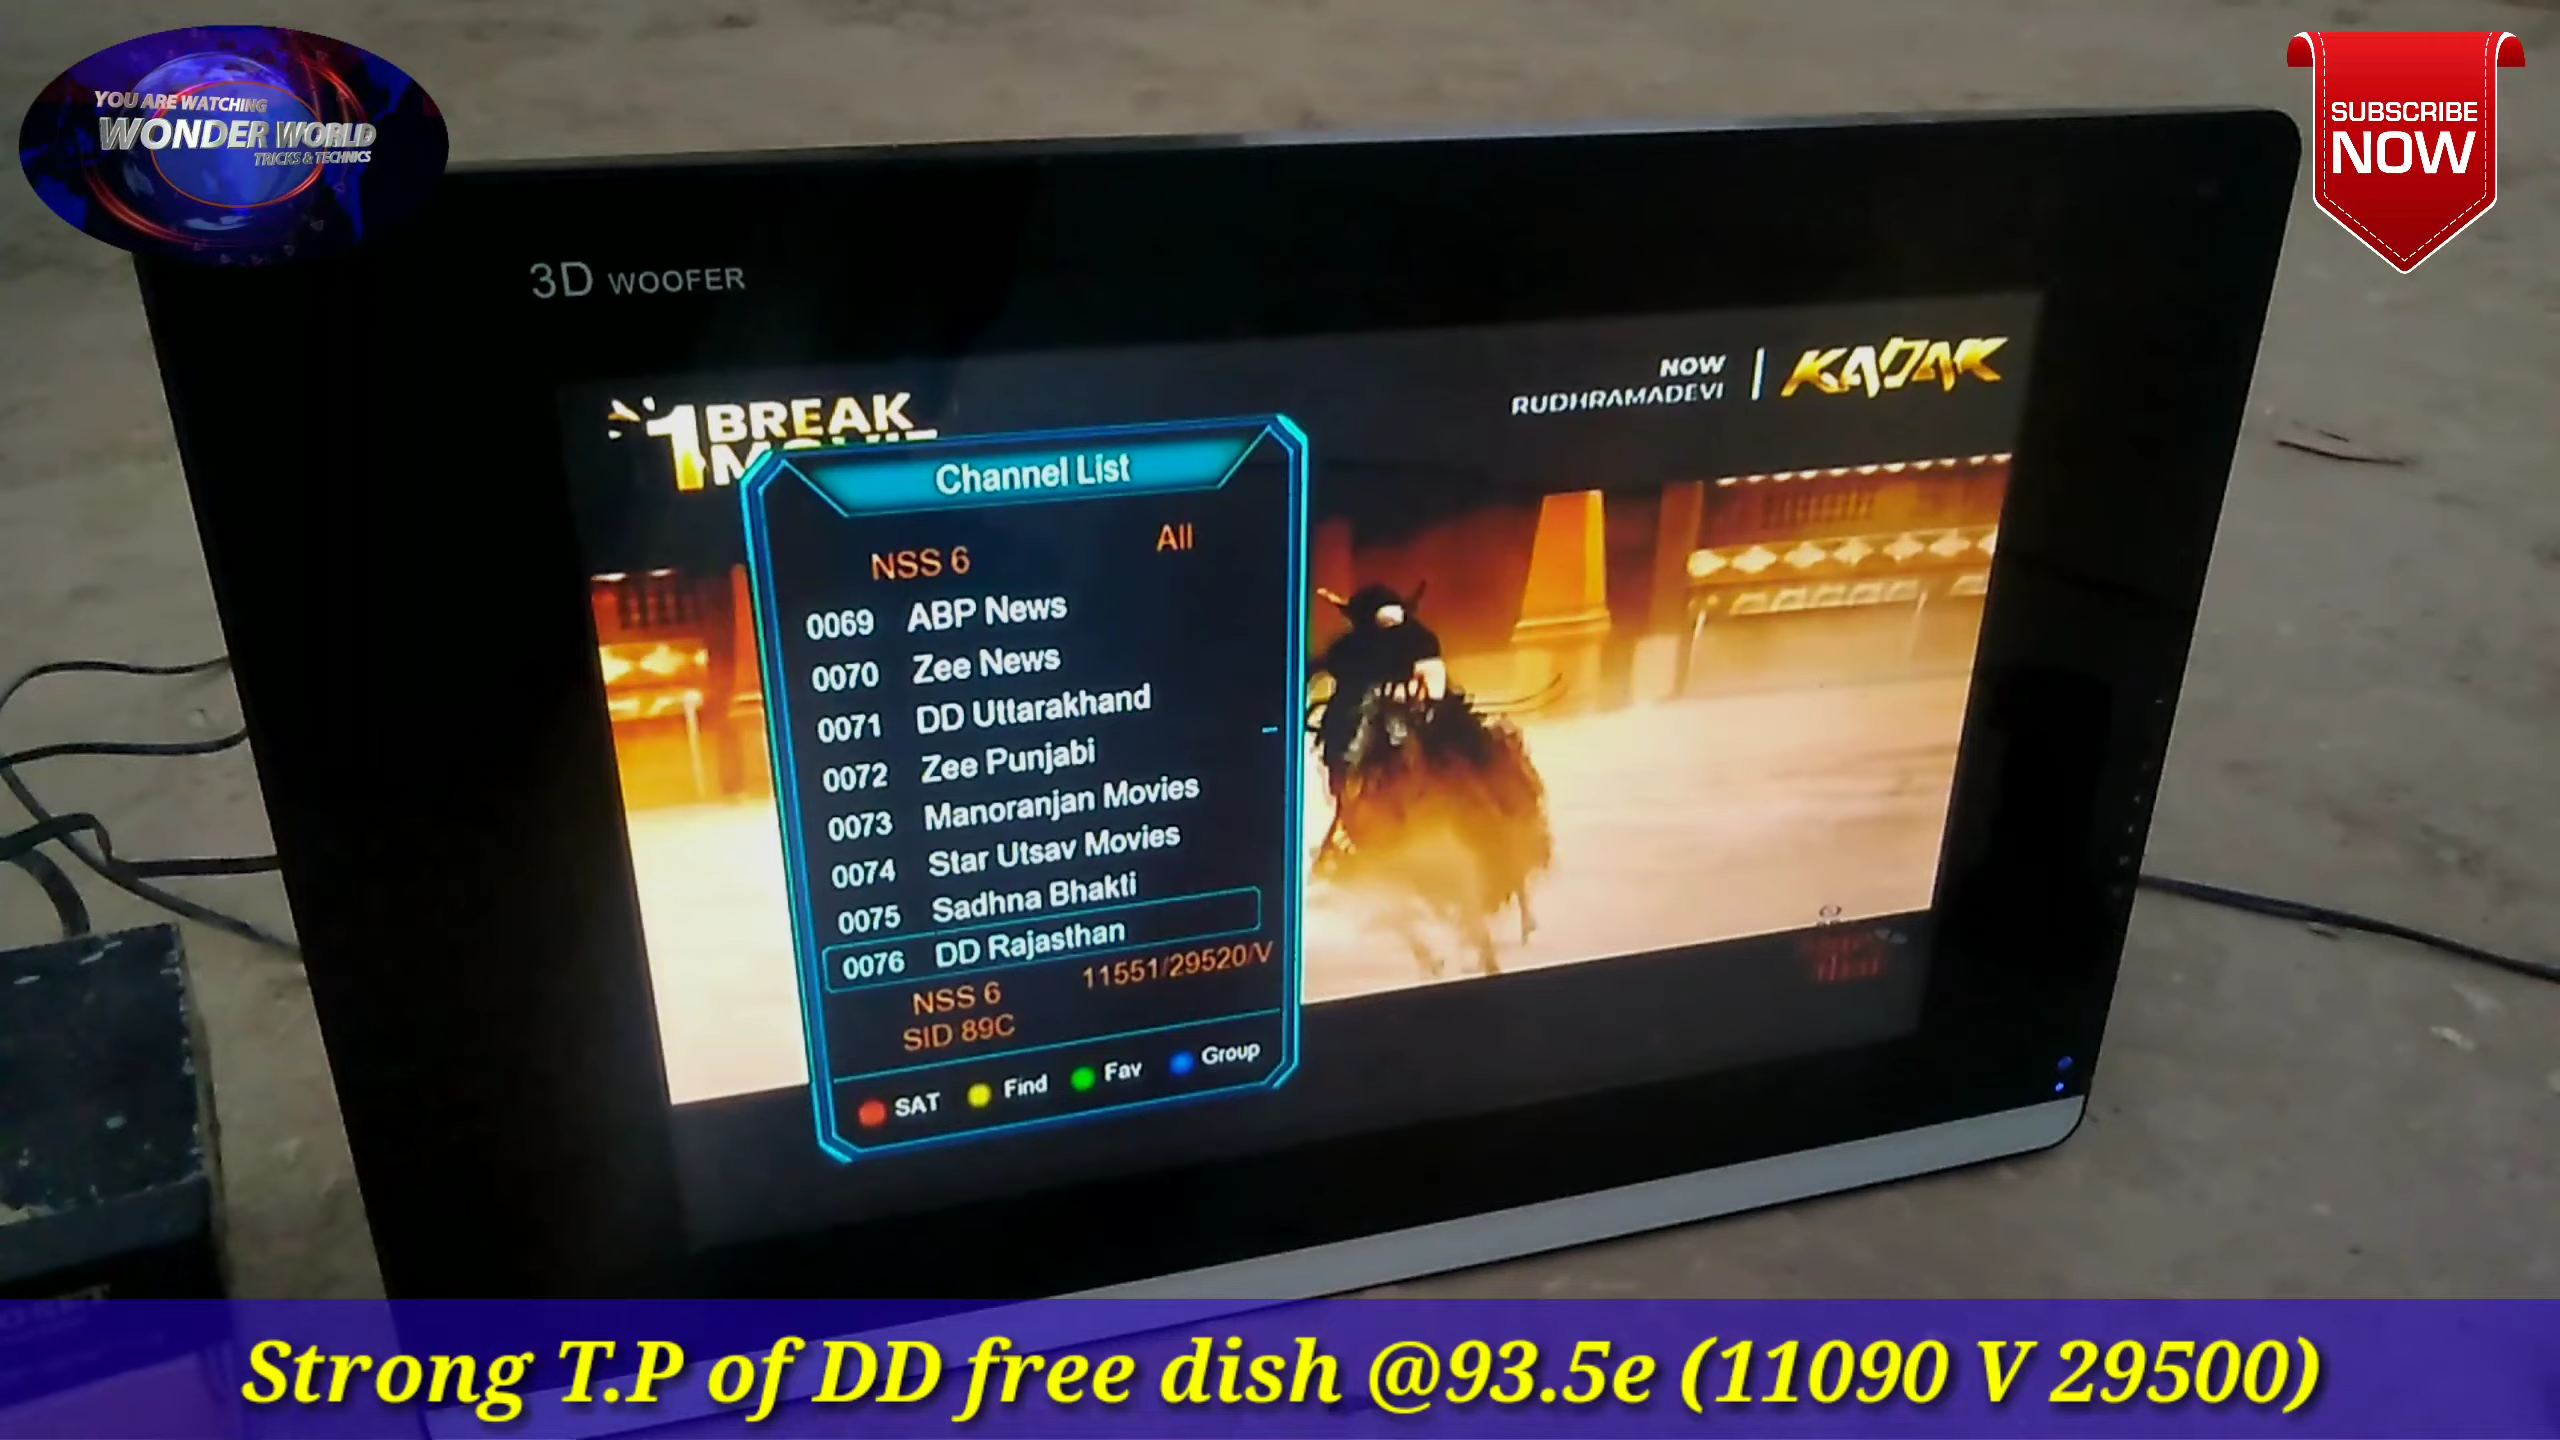 YOU ARE WATCHING
WONDER WORLD
TRICKS & TECHNICS
SUBSCRIBE
NOW
3D WOOFER
1 BREAK
NOW
RUDHRAMADEVI
KADAK
Channel List
NSS 6 All
0069 ABP News
0070 Zee News
0071 DD Uttarakhand
0072 Zee Punjabi
0073 Manoranjan Movies
0074 Star Utsav Movies
0075 Sadhna Bhakti
0076 DD Rajasthan
NSS 6 11551/29520/V
SID 89C
SAT Find Fav Group
Strong T.P of DD free dish @93.5e (11090 V 29500)